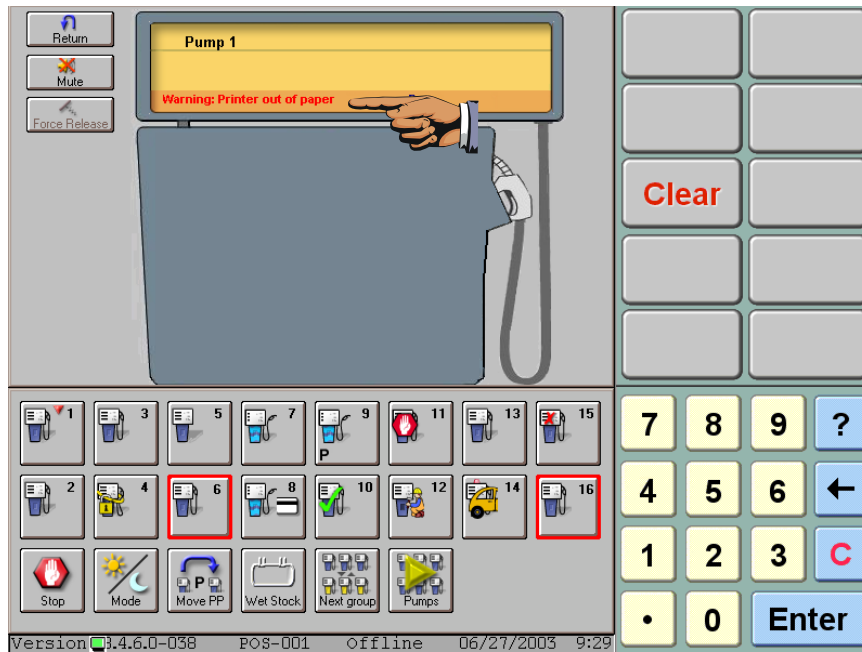 Return
Mute
Force Release
Pump 1
Warning: Printer out of paper
Clear
1
3
5
7
9
P
11
13
15
2
4
6
8
10
12
14
16
Stop
Mode
P
Move PP
Wet Stock
Next group
Pumps
7 8 9 ?
4 5 6 ←
1 2 3 C
• 0 Enter
Version 3.4.6.0-038 POS-001 Offline 06/27/2003 9:29